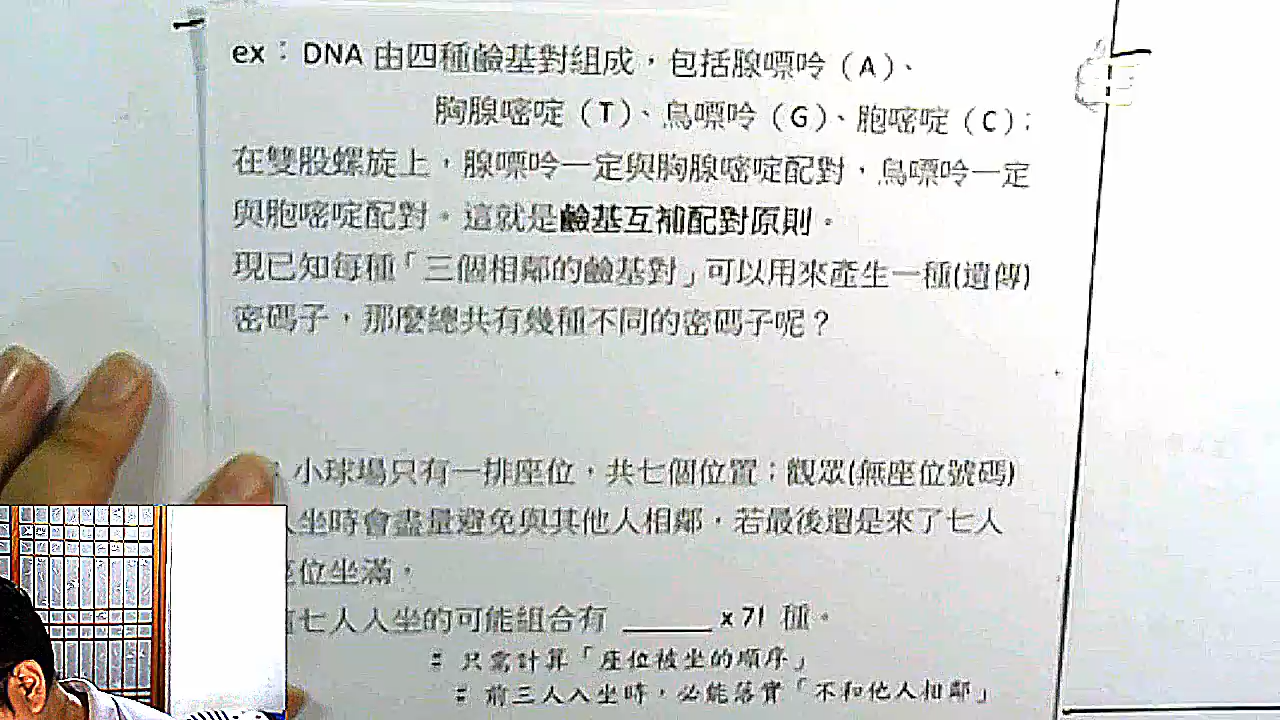 ex：DNA 由四種鹼基對組成，包括腺嘌呤（A）、
胸腺嘧啶（T）、鳥嘌呤（G）、胞嘧啶（C）；
在雙股螺旋上，腺嘌呤一定與胸腺嘧啶配對，鳥嘌呤一定
與胞嘧啶配對。這就是鹼基互補配對原則。
現已知每種「三個相鄰的鹼基對」可以用來產生一種(遺傳)
密碼子，那麼總共有幾種不同的密碼子呢？
：小球場只有一排座位，共七個位置；觀眾(無座位號碼)
坐時會盡量避免與其他人相鄰，若最後還是來了七人
位坐滿，
七人入坐的可能組合有 ______ x 7! 種。
：只需計算「座位被坐的順序」
：前三人入坐時，必能落實「不和他人相鄰」